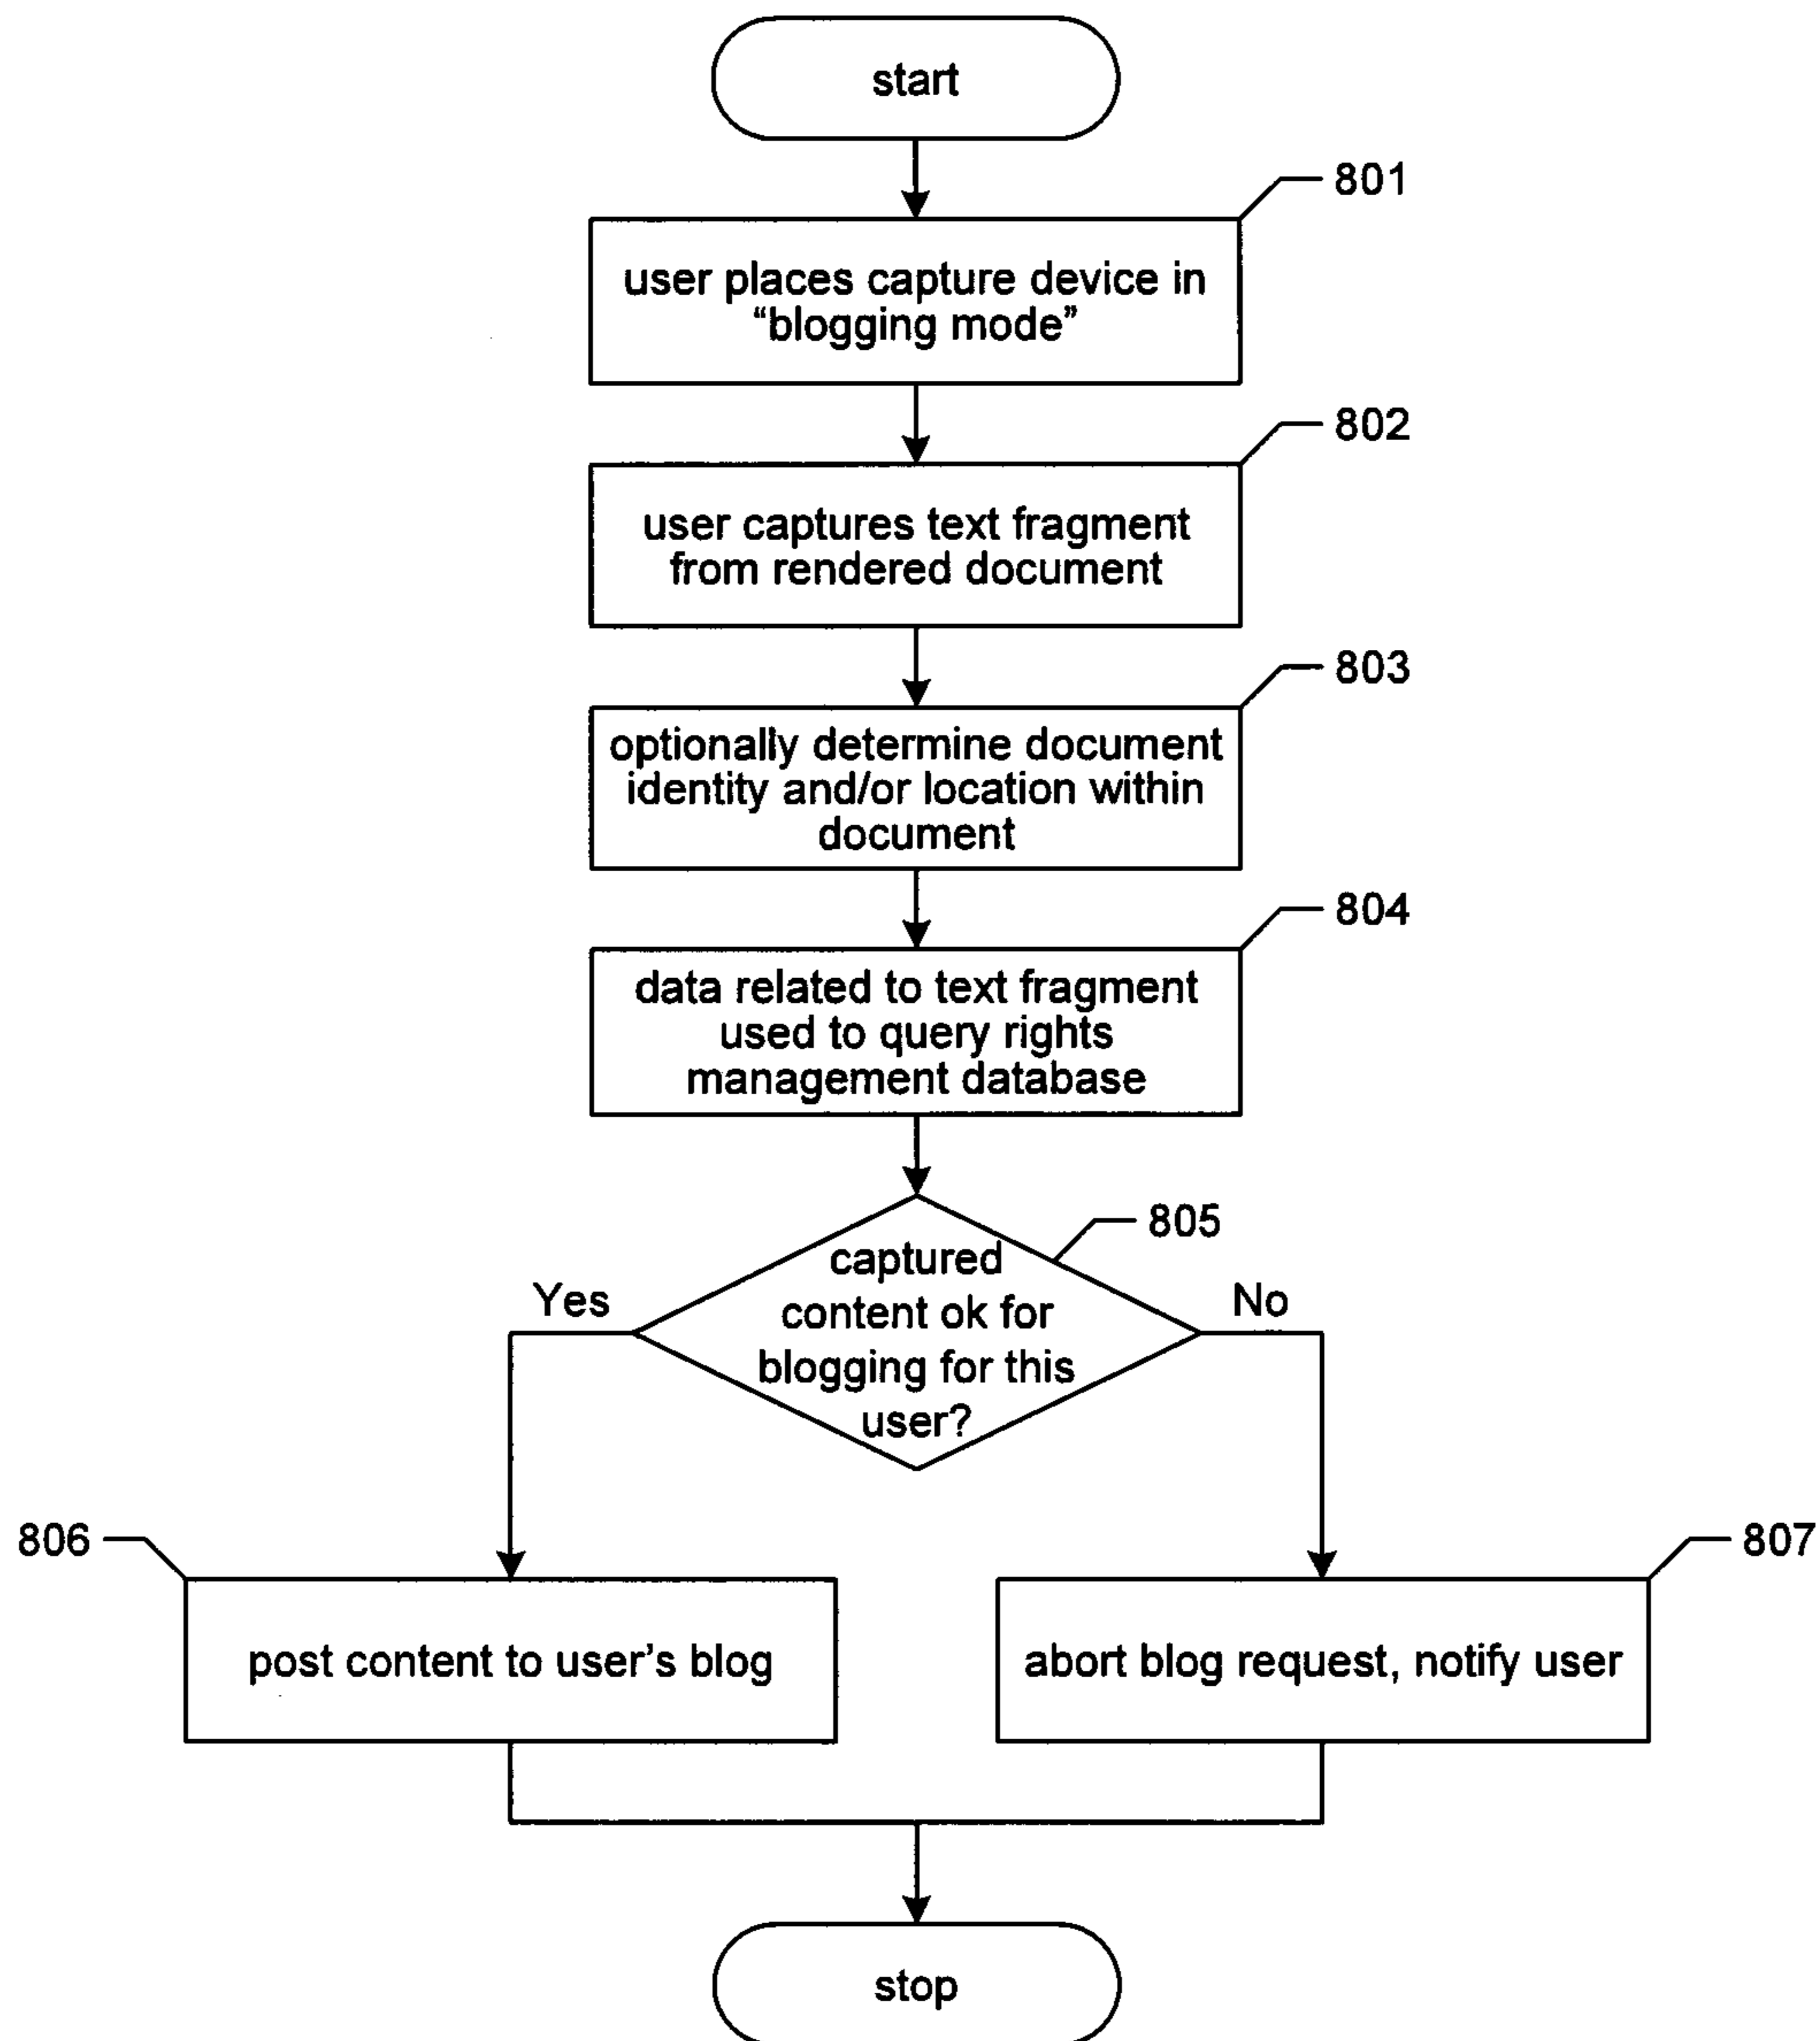 start
801
user places capture device in
“blogging mode”
802
user captures text fragment
from rendered document
803
optionally determine document
identity and/or location within
document
804
data related to text fragment
used to query rights
management database
805
captured
content ok for
blogging for this
user?
Yes
No
806
post content to user’s blog
807
abort blog request, notify user
stop